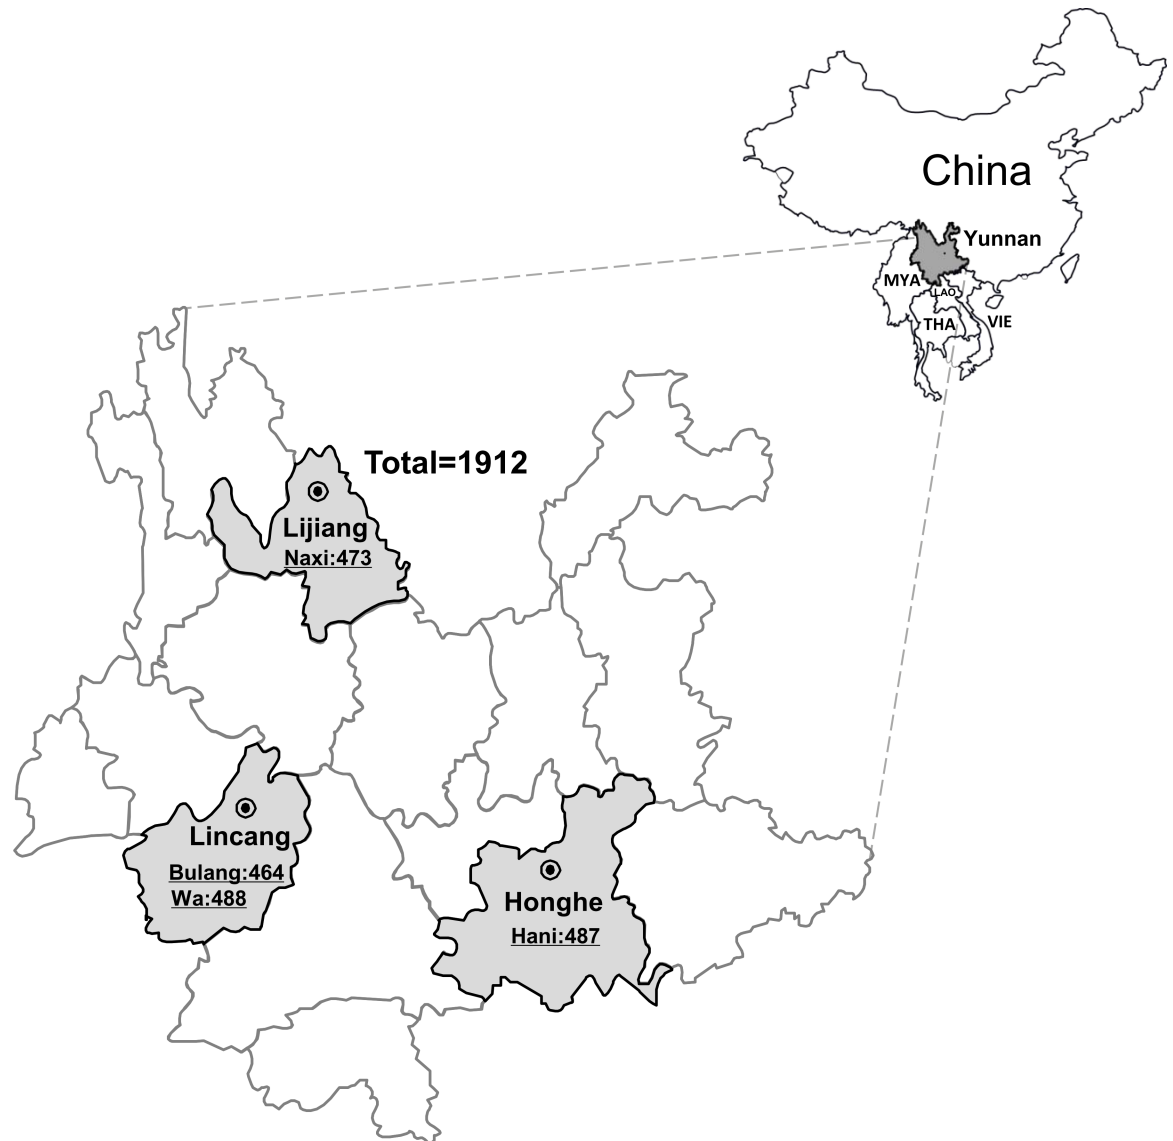 China
Yunnan
MYA
LAO
THA
VIE
Total=1912
Lijiang
Naxi:473
Lincang
Bulang:464
Wa:488
Honghe
Hani:487